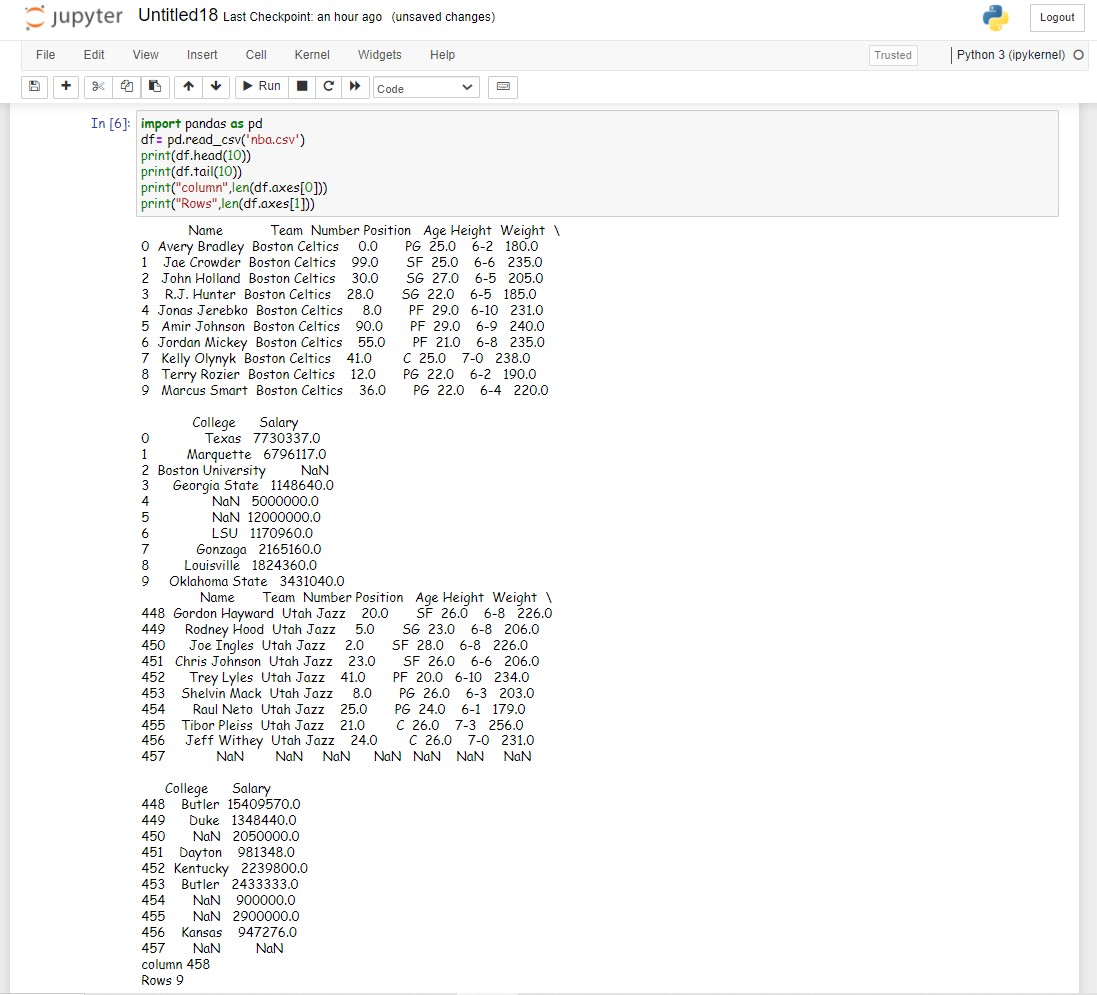 jupyter Untitled18 Last Checkpoint: an hour ago (unsaved changes) Logout
File Edit View Insert Cell Kernel Widgets Help Trusted Python 3 (ipykernel)
Run Code
In [6]: import pandas as pd
df= pd.read_csv('nba.csv')
print(df.head(10))
print(df.tail(10))
print("column",len(df.axes[0]))
print("Rows",len(df.axes[1]))
Name Team Number Position Age Height Weight \
0 Avery Bradley Boston Celtics 0.0 PG 25.0 6-2 180.0
1 Jae Crowder Boston Celtics 99.0 SF 25.0 6-6 235.0
2 John Holland Boston Celtics 30.0 SG 27.0 6-5 205.0
3 R.J. Hunter Boston Celtics 28.0 SG 22.0 6-5 185.0
4 Jonas Jerebko Boston Celtics 8.0 PF 29.0 6-10 231.0
5 Amir Johnson Boston Celtics 90.0 PF 29.0 6-9 240.0
6 Jordan Mickey Boston Celtics 55.0 PF 21.0 6-8 235.0
7 Kelly Olynyk Boston Celtics 41.0 C 25.0 7-0 238.0
8 Terry Rozier Boston Celtics 12.0 PG 22.0 6-2 190.0
9 Marcus Smart Boston Celtics 36.0 PG 22.0 6-4 220.0
College Salary
0 Texas 7730337.0
1 Marquette 6796117.0
2 Boston University NaN
3 Georgia State 1148640.0
4 NaN 5000000.0
5 NaN 12000000.0
6 LSU 1170960.0
7 Gonzaga 2165160.0
8 Louisville 1824360.0
9 Oklahoma State 3431040.0
Name Team Number Position Age Height Weight \
448 Gordon Hayward Utah Jazz 20.0 SF 26.0 6-8 226.0
449 Rodney Hood Utah Jazz 5.0 SG 23.0 6-8 206.0
450 Joe Ingles Utah Jazz 2.0 SF 28.0 6-8 226.0
451 Chris Johnson Utah Jazz 23.0 SF 26.0 6-6 206.0
452 Trey Lyles Utah Jazz 41.0 PF 20.0 6-10 234.0
453 Shelvin Mack Utah Jazz 8.0 PG 26.0 6-3 203.0
454 Raul Neto Utah Jazz 25.0 PG 24.0 6-1 179.0
455 Tibor Pleiss Utah Jazz 21.0 C 26.0 7-3 256.0
456 Jeff Withey Utah Jazz 24.0 C 26.0 7-0 231.0
457 NaN NaN NaN NaN NaN NaN NaN
College Salary
448 Butler 15409570.0
449 Duke 1348440.0
450 NaN 2050000.0
451 Dayton 981348.0
452 Kentucky 2239800.0
453 Butler 2433333.0
454 NaN 900000.0
455 NaN 2900000.0
456 Kansas 947276.0
457 NaN NaN
column 458
Rows 9